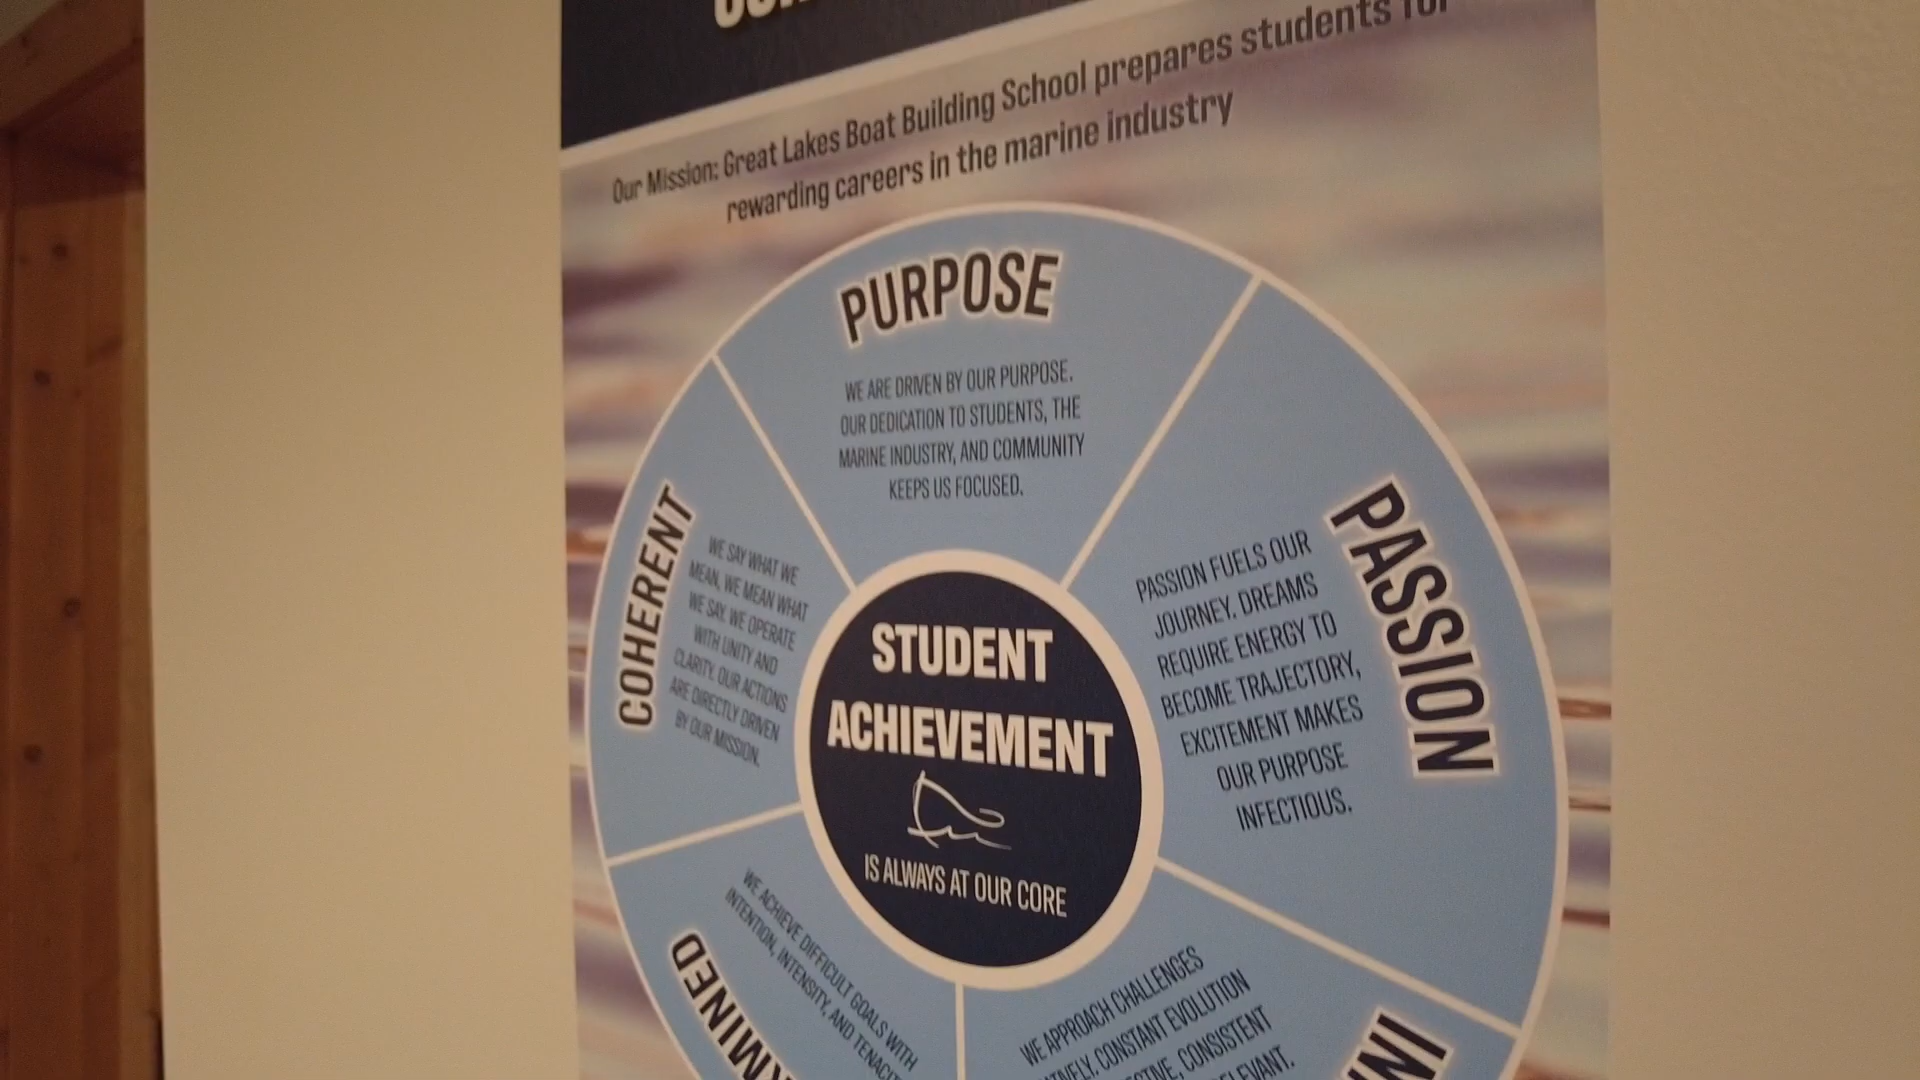 Our Mission: Great Lakes Boat Building School prepares students for
rewarding careers in the marine industry
PURPOSE
WE ARE DRIVEN BY OUR PURPOSE.
OUR DEDICATION TO STUDENTS, THE
MARINE INDUSTRY, AND COMMUNITY
KEEPS US FOCUSED.
PASSION
PASSION FUELS OUR
JOURNEY. DREAMS
REQUIRE ENERGY TO
BECOME TRAJECTORY,
EXCITEMENT MAKES
OUR PURPOSE
INFECTIOUS.
COHERENT
WE SAY WHAT WE
MEAN, WE MEAN WHAT
WE SAY. WE OPERATE
WITH UNITY AND
CLARITY. OUR ACTIONS
ARE DIRECTLY DRIVEN
BY OUR MISSION.
STUDENT
ACHIEVEMENT
IS ALWAYS AT OUR CORE
WE ACHIEVE DIFFICULT GOALS WITH
INTENTION, INTENSITY, AND
WE APPROACH CHALLENGES
CONSTANT EVOLUTION
CONSISTENT